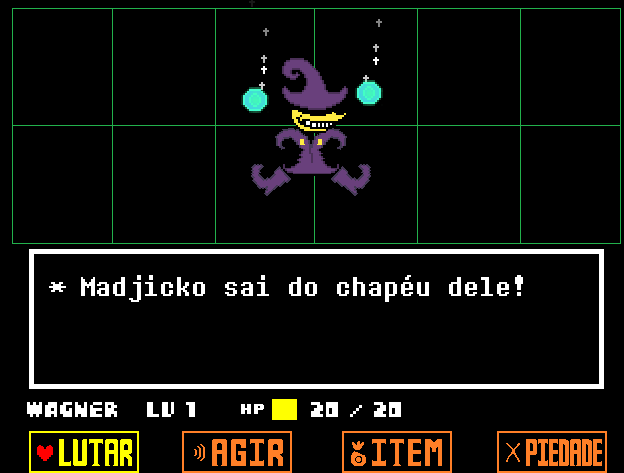 * Madjicko sai do chapéu dele!
WAGNER LV 1 HP 20 / 20
LUTAR AGIR ITEM PIEDADE